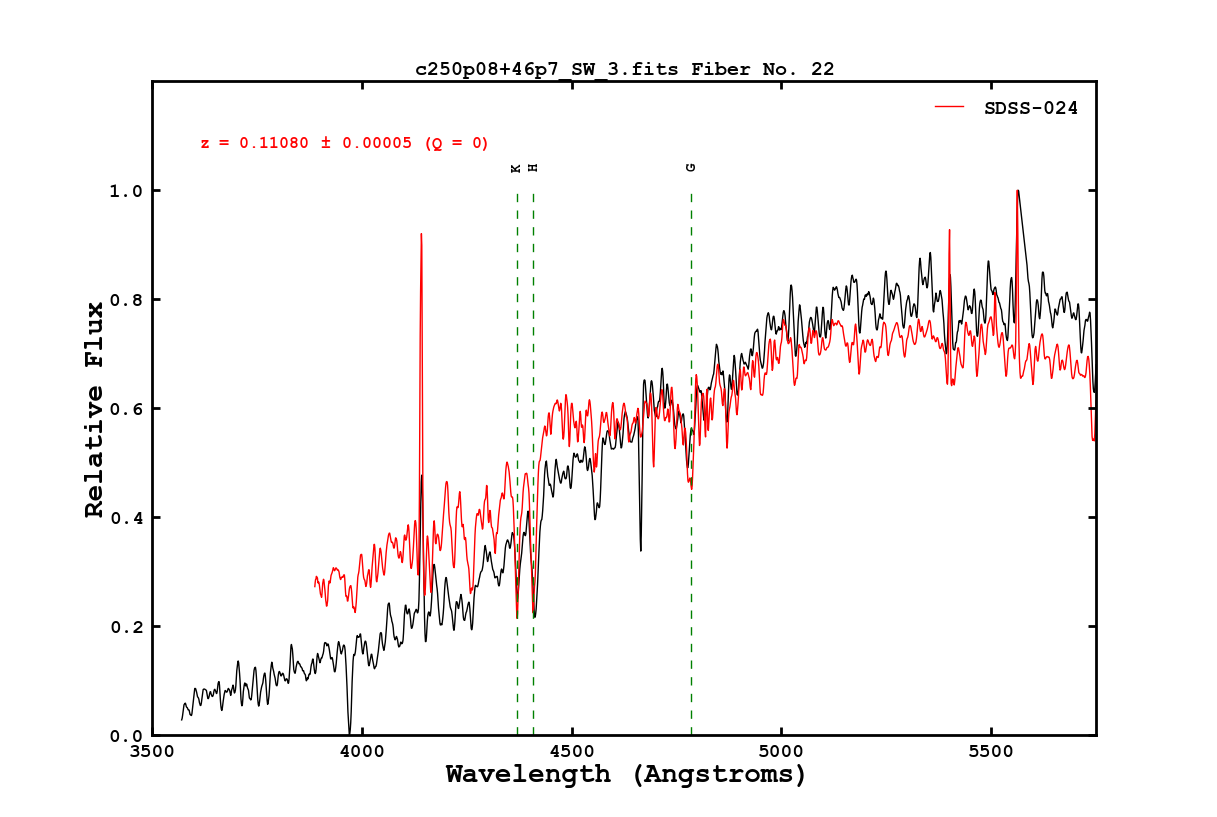 c250p08+46p7_SW_3.fits Fiber No. 22
SDSS-024
z = 0.11080 ± 0.00005 (Q = 0)
K H G
1.0
0.8
0.6
0.4
0.2
0.0
Relative Flux
3500 4000 4500 5000 5500
Wavelength (Angstroms)